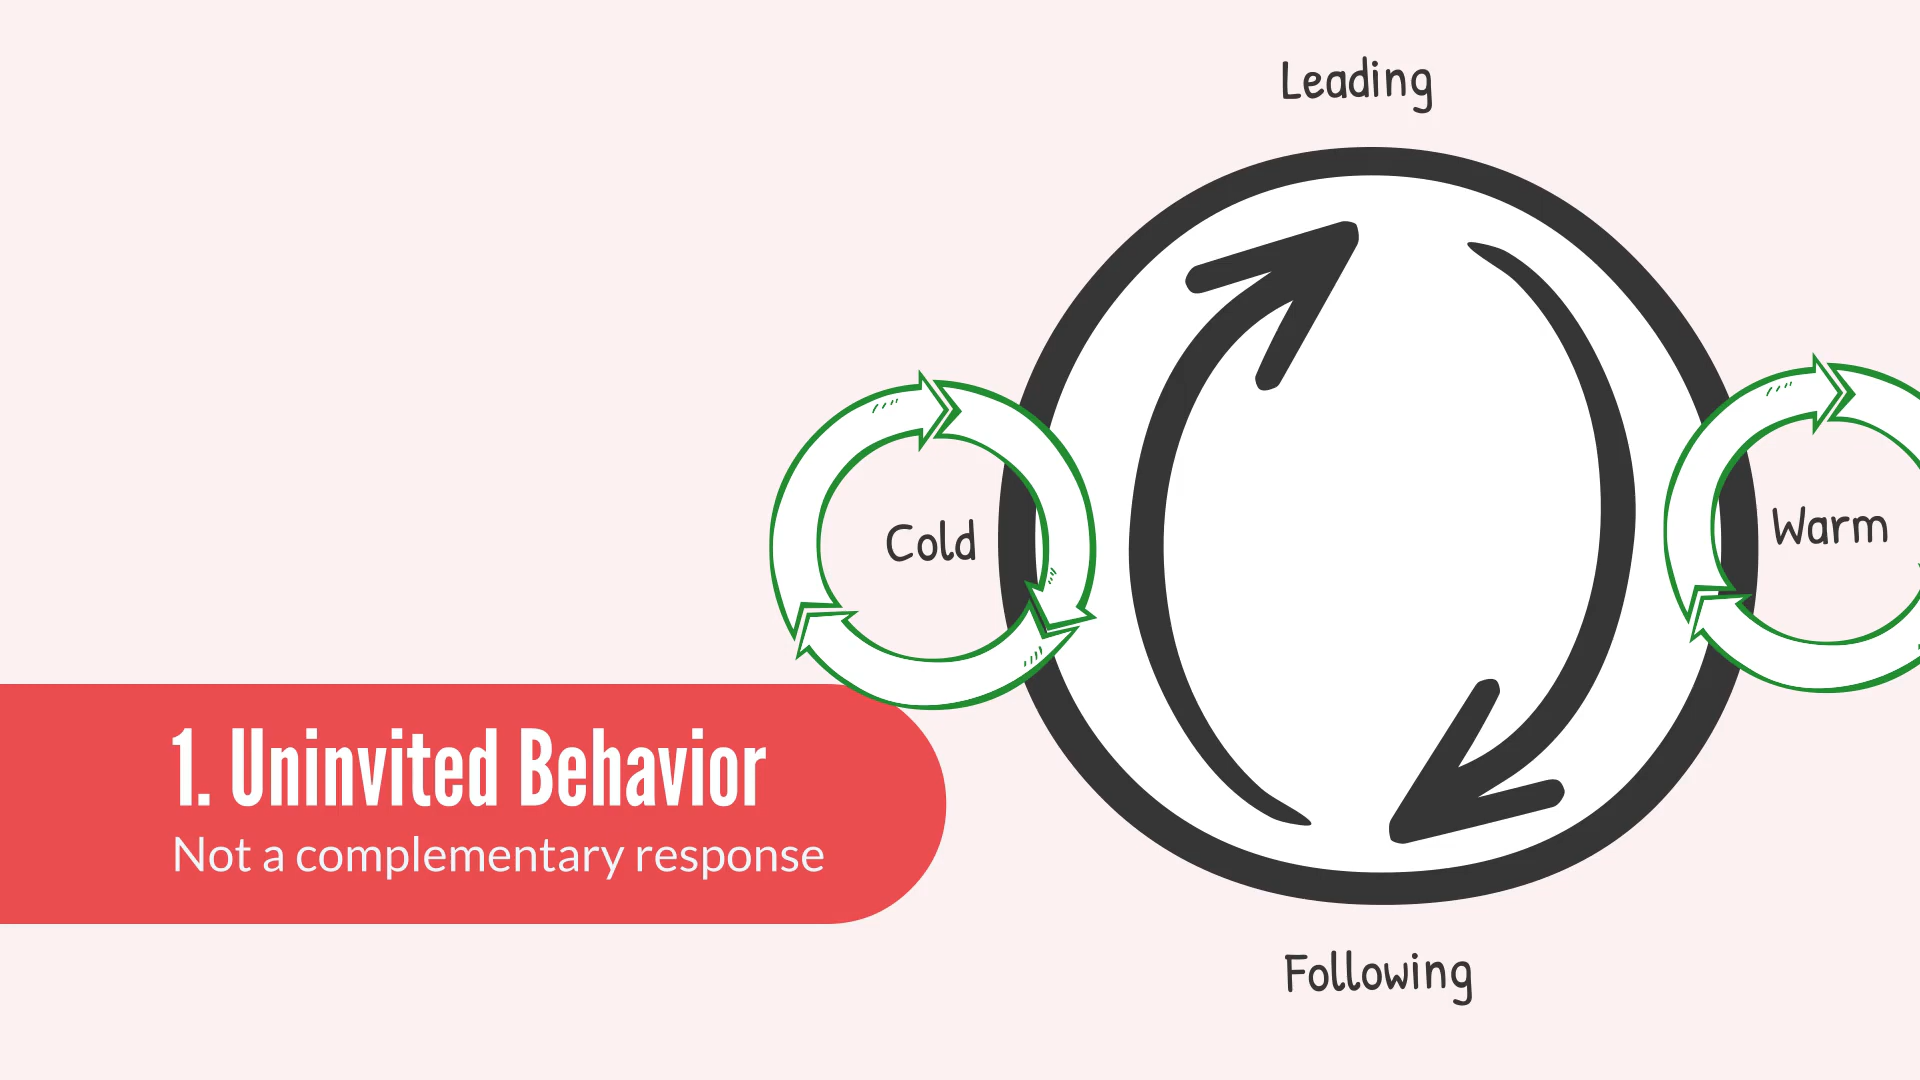 Leading
Cold
Warm
1. Uninvited Behavior
Not a complementary response
Following